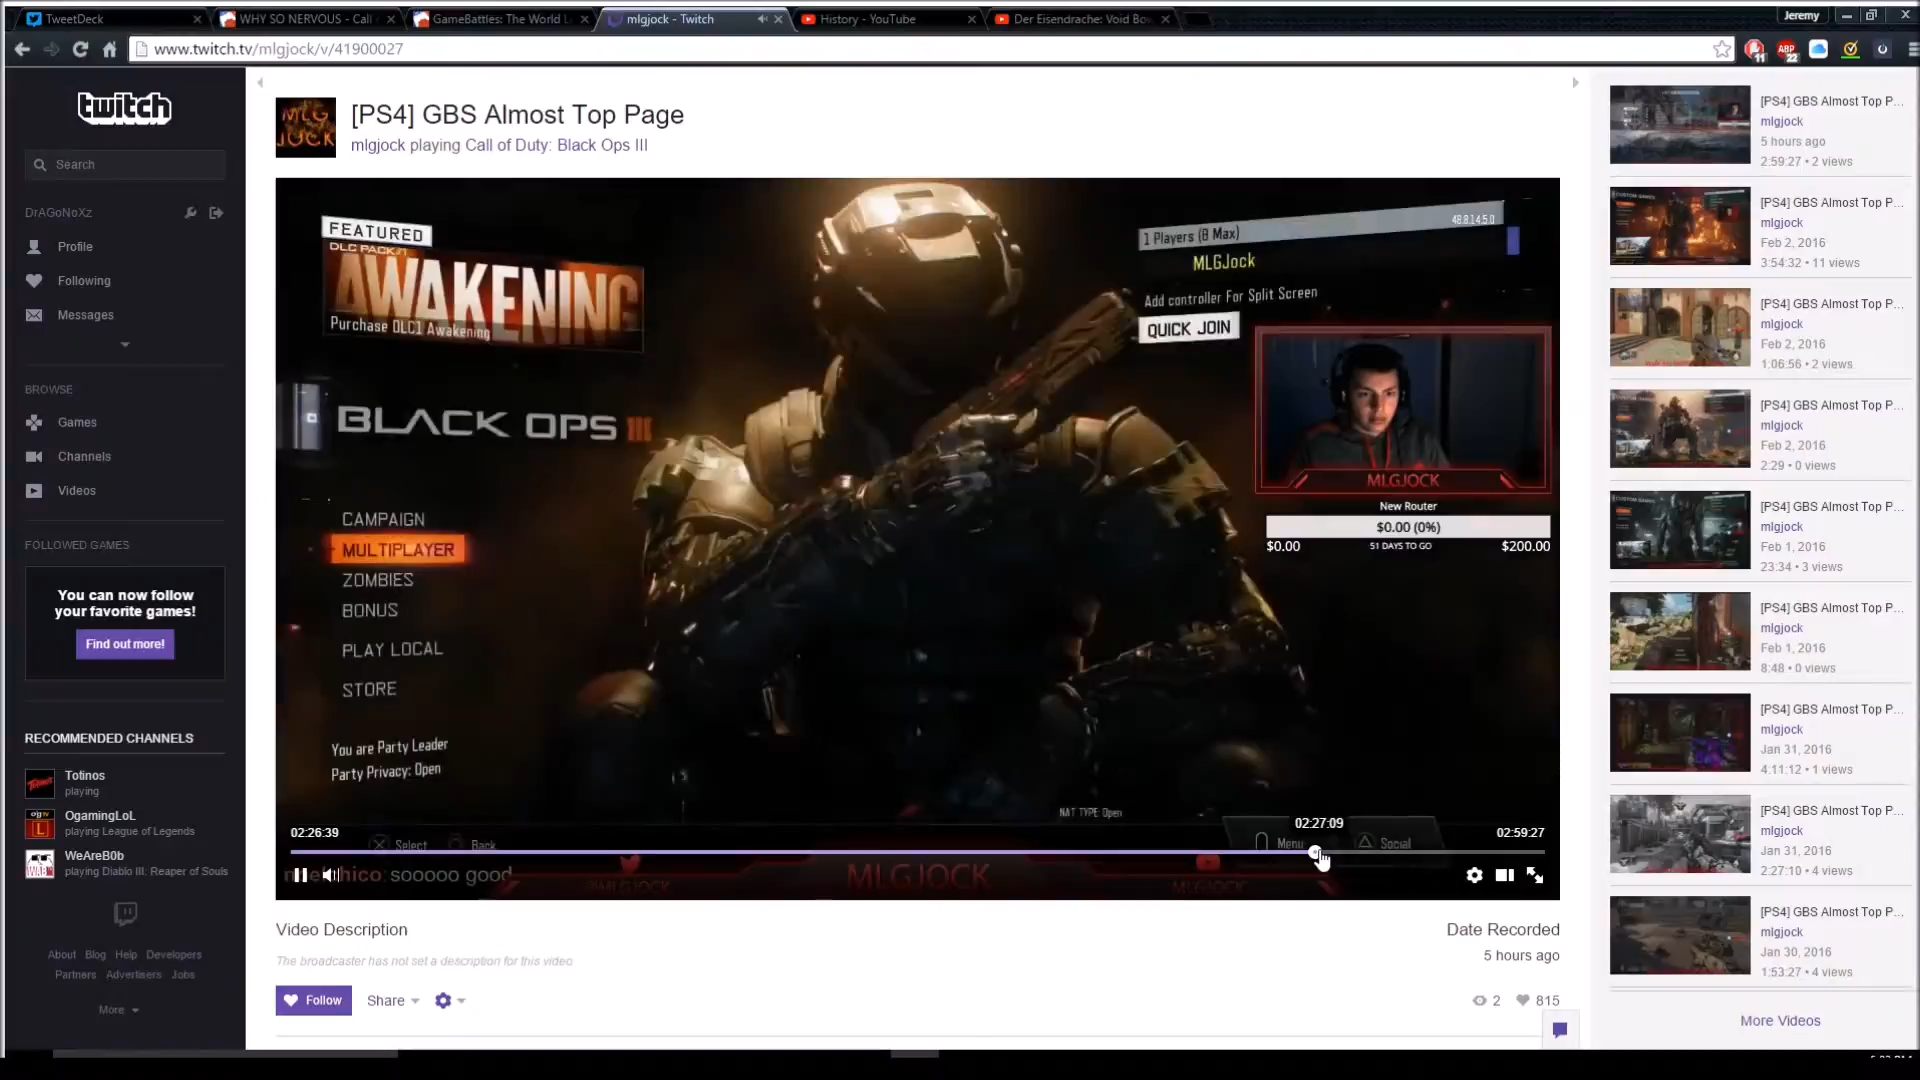 TweetDeck
WHY SO NERVOUS - Call
GameBattles: The World L
mlgjock - Twitch
History - YouTube
Der Eisendrache: Void Bo
Jeremy
www.twitch.tv/mlgjock/v/41900027
11
ABP
22
twitch
Search
DrAGoNoXz
Profile
Following
Messages
BROWSE
Games
Channels
Videos
FOLLOWED GAMES
You can now follow
your favorite games!
Find out more!
RECOMMENDED CHANNELS
Totinos
playing
OgamingLoL
playing League of Legends
WeAreB0b
playing Diablo III: Reaper of Souls
About Blog Help Developers
Partners Advertisers Jobs
More
MLG
JOCK
[PS4] GBS Almost Top Page
mlgjock playing Call of Duty: Black Ops III
FEATURED
DLC PACK #1
AWAKENING
Purchase DLC1 Awakening
BLACK OPS III
CAMPAIGN
MULTIPLAYER
ZOMBIES
BONUS
PLAY LOCAL
STORE
You are Party Leader
Party Privacy: Open
48.8.14.5.0
1 Players (8 Max)
MLGJock
Add controller For Split Screen
QUICK JOIN
MLGJOCK
New Router
$0.00 (0%)
$0.00
51 DAYS TO GO
$200.00
NAT TYPE Open
02:26:39
02:27:09
02:59:27
Select
Back
Menu
Social
hico: sooooo good
MLGJOCK
Video Description
The broadcaster has not set a description for this video
Date Recorded
5 hours ago
Follow
Share
2
815
[PS4] GBS Almost Top P...
mlgjock
5 hours ago
2:59:27 • 2 views
[PS4] GBS Almost Top P...
mlgjock
Feb 2, 2016
3:54:32 • 11 views
[PS4] GBS Almost Top P...
mlgjock
Feb 2, 2016
1:06:56 • 2 views
[PS4] GBS Almost Top P...
mlgjock
Feb 2, 2016
2:29 • 0 views
[PS4] GBS Almost Top P...
mlgjock
Feb 1, 2016
23:34 • 3 views
[PS4] GBS Almost Top P...
mlgjock
Feb 1, 2016
8:48 • 0 views
[PS4] GBS Almost Top P...
mlgjock
Jan 31, 2016
4:11:12 • 1 views
[PS4] GBS Almost Top P...
mlgjock
Jan 31, 2016
2:27:10 • 4 views
[PS4] GBS Almost Top P...
mlgjock
Jan 30, 2016
1:53:27 • 4 views
More Videos